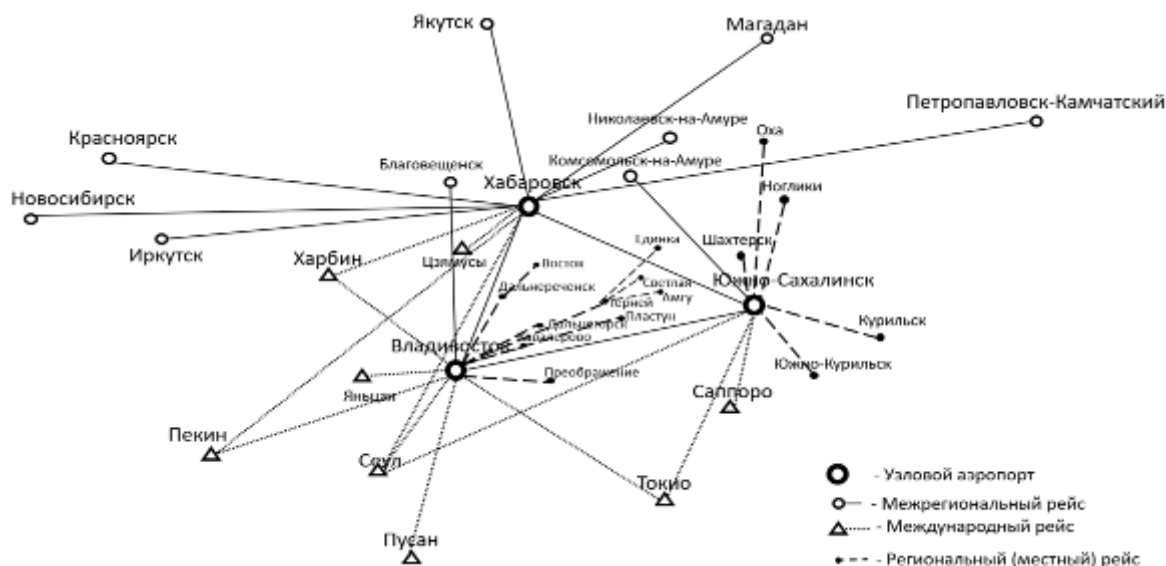 Якутск
Магадан
Петропавловск-Камчатский
Николаевск-на-Амуре
Оха
Красноярск
Благовещенск
Комсомольск-на-Амуре
Хабаровск
Ноглики
Новосибирск
Иркутск
Харбин
Цзямусы
Единка
Шахтерск
Восток
Южно-Сахалинск
Дальнереченск
Светлая
Амгу
Терней
Пластун
Дальнегорск
Курильск
Владивосток
Кавалерово
Южно-Курильск
Преображение
Яньцзи
Саппоро
Пекин
Сеул
Токио
Пусан
- Узловой аэропорт
- Межрегиональный рейс
- Международный рейс
- Региональный (местный) рейс